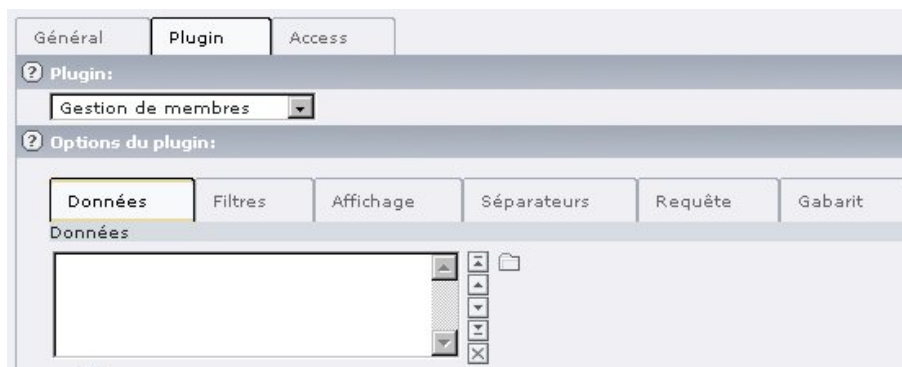 Général Plugin Access
Plugin:
Gestion de membres
Options du plugin:
Données Filtres Affichage Séparateurs Requête Gabarit
Données